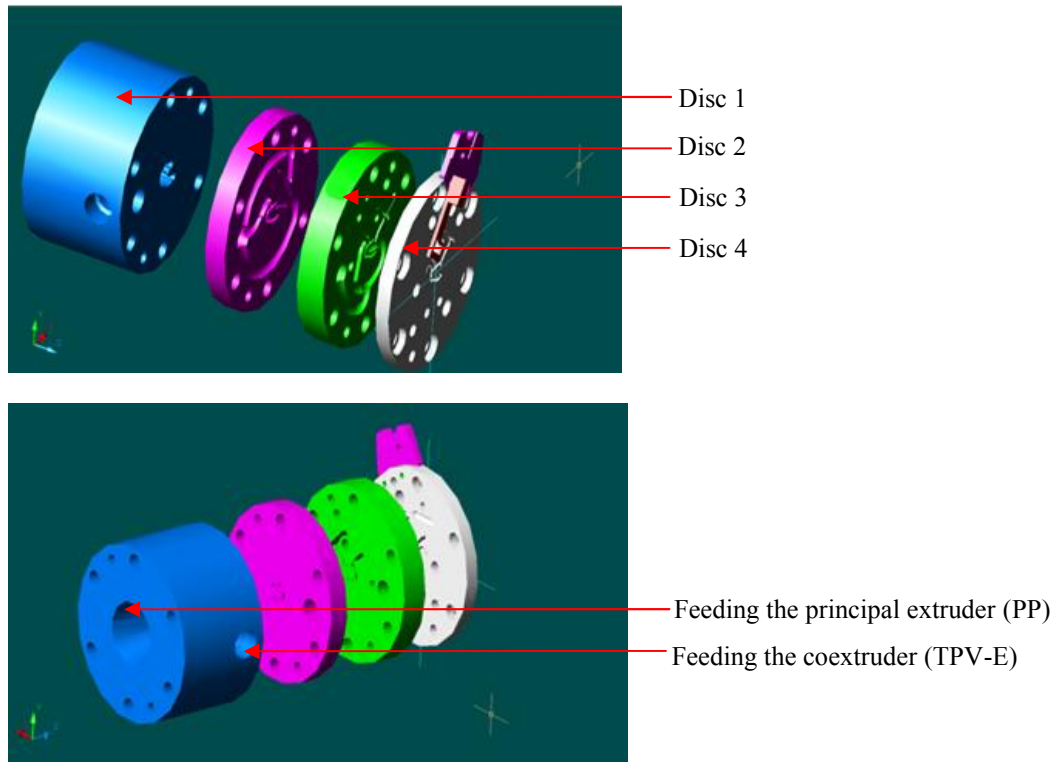 Disc 1
Disc 2
Disc 3
Disc 4
Feeding the principal extruder (PP)
Feeding the coextruder (TPV-E)